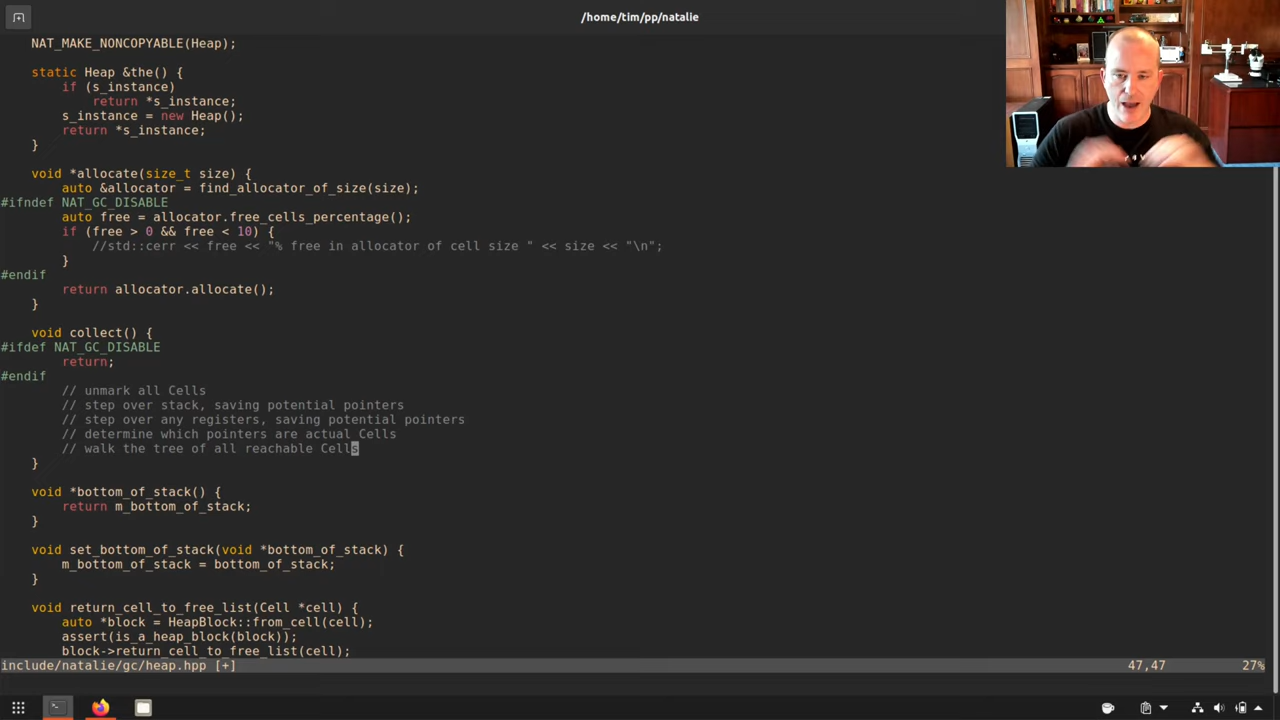 /home/tim/pp/natalie
NAT_MAKE_NONCOPYABLE(Heap);
static Heap &the() {
if (s_instance)
return *s_instance;
s_instance = new Heap();
return *s_instance;
}
void *allocate(size_t size) {
auto &allocator = find_allocator_of_size(size);
#ifndef NAT_GC_DISABLE
auto free = allocator.free_cells_percentage();
if (free > 0 && free < 10) {
//std::cerr << free << "% free in allocator of cell size " << size << "\n";
}
#endif
return allocator.allocate();
}
void collect() {
#ifdef NAT_GC_DISABLE
return;
#endif
// unmark all Cells
// step over stack, saving potential pointers
// step over any registers, saving potential pointers
// determine which pointers are actual Cells
// walk the tree of all reachable Cells
}
void *bottom_of_stack() {
return m_bottom_of_stack;
}
void set_bottom_of_stack(void *bottom_of_stack) {
m_bottom_of_stack = bottom_of_stack;
}
void return_cell_to_free_list(Cell *cell) {
auto *block = HeapBlock::from_cell(cell);
assert(is_a_heap_block(block));
block->return_cell_to_free_list(cell);
include/natalie/gc/heap.hpp [+] 47,47 27%